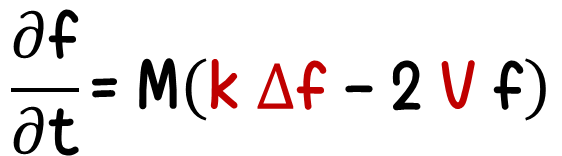 ∂f/∂t = M(k Δf − 2 V f)